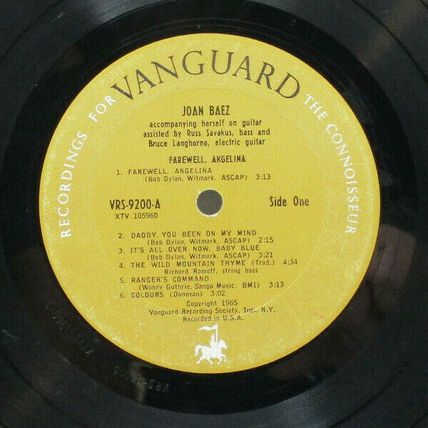 RECORDINGS FOR VANGUARD THE CONNOISSEUR
JOAN BAEZ
accompanying herself on guitar
assisted by Russ Savakus, bass and
Bruce Langhorne, electric guitar
FAREWELL, ANGELINA
1. FAREWELL, ANGELINA
(Bob Dylan, Witmark, ASCAP) 3:13
VRS-9200-A Side One
XTV 105960
2. DADDY, YOU BEEN ON MY MIND
(Bob Dylan, Witmark, ASCAP) 2:15
3. IT'S ALL OVER NOW, BABY BLUE
(Bob Dylan, Witmark, ASCAP) 3:21
4. THE WILD MOUNTAIN THYME (Trad.) 4:34
Richard Romoff, string bass
5. RANGER'S COMMAND
(Woody Guthrie, Sanga Music, BMI) 3:13
6. COLOURS (Donovan) 3:02
Copyright 1965
Vanguard Recording Society, Inc., N.Y.
Recorded in U.S.A.